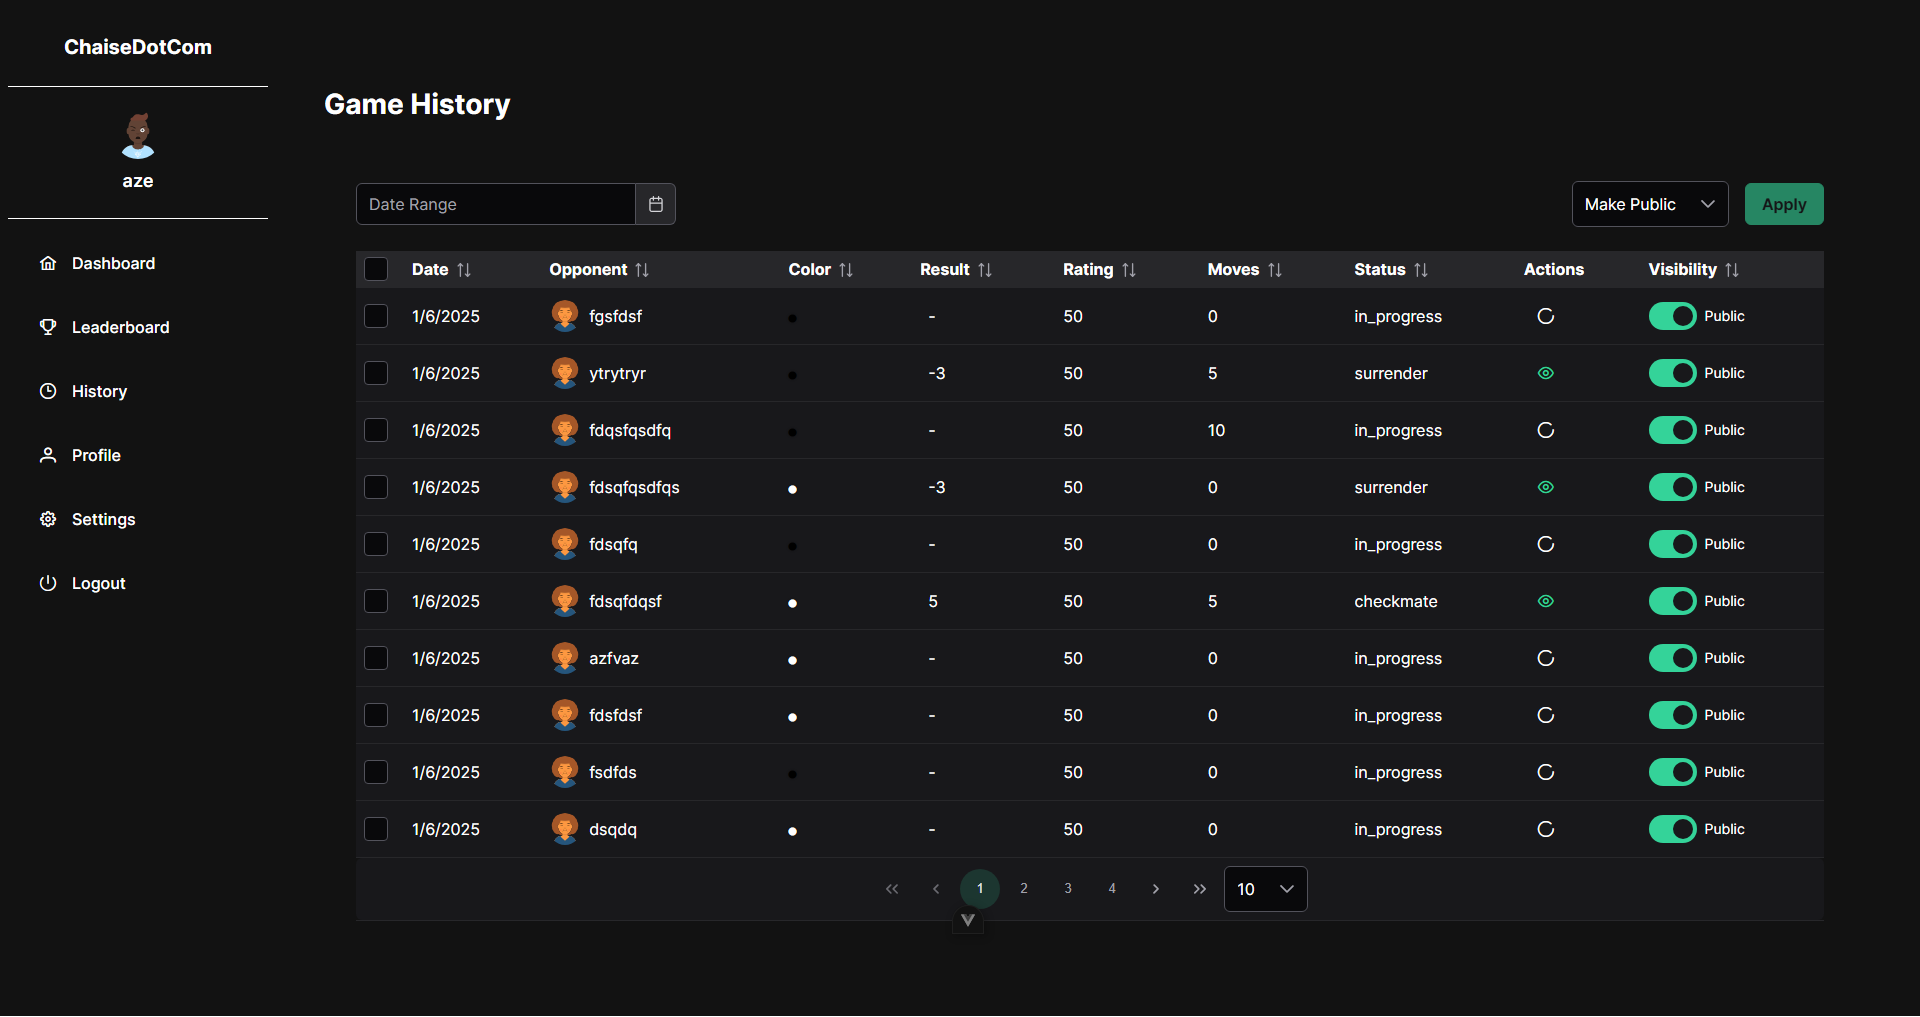 ChaiseDotCom
aze
Dashboard
Leaderboard
History
Profile
Settings
Logout
Game History
Date Range
Make Public
Apply
Date Opponent Color Result Rating Moves Status Actions Visibility
1/6/2025 fgsfdsf - 50 0 in_progress Public
1/6/2025 ytrytryr -3 50 5 surrender Public
1/6/2025 fdqsfqsdfq - 50 10 in_progress Public
1/6/2025 fdsqfqsdfqs -3 50 0 surrender Public
1/6/2025 fdsqfq - 50 0 in_progress Public
1/6/2025 fdsqfdqsf 5 50 5 checkmate Public
1/6/2025 azfvaz - 50 0 in_progress Public
1/6/2025 fdsfdsf - 50 0 in_progress Public
1/6/2025 fsdfds - 50 0 in_progress Public
1/6/2025 dsqdq - 50 0 in_progress Public
1 2 3 4 10